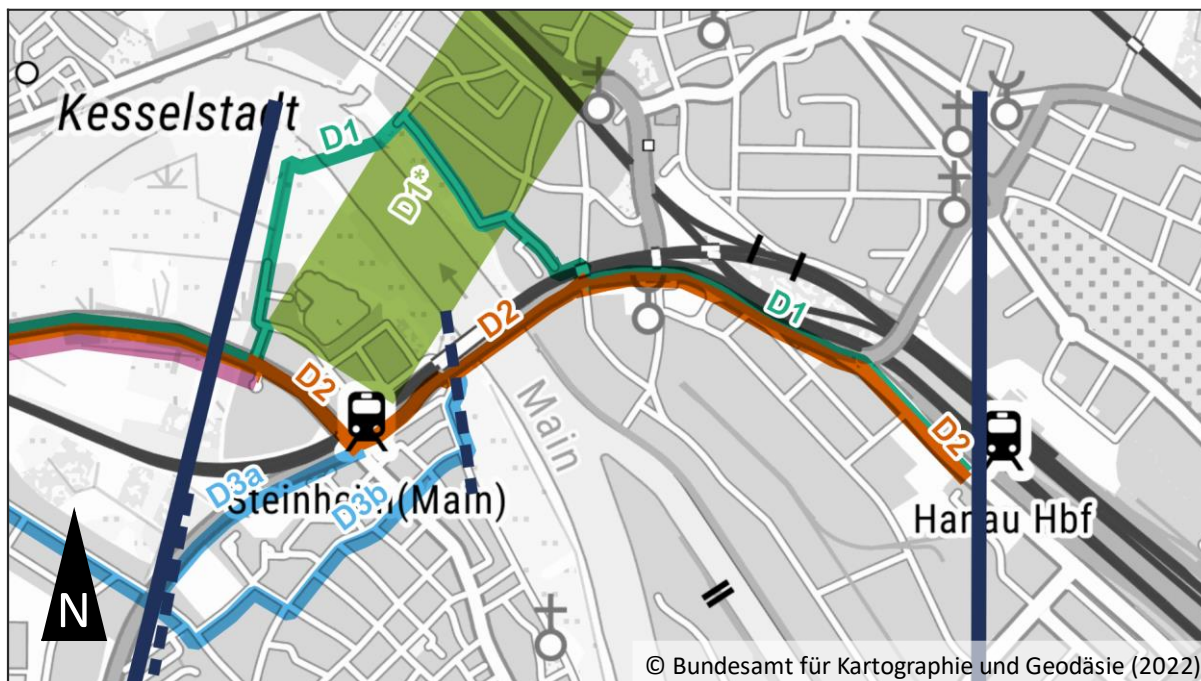 Kesselstadt
D1
D1*
D2
D1
D2
Main
D2
D3a
Steinheim(Main)
D3b
Hanau Hbf
N
© Bundesamt für Kartographie und Geodäsie (2022)